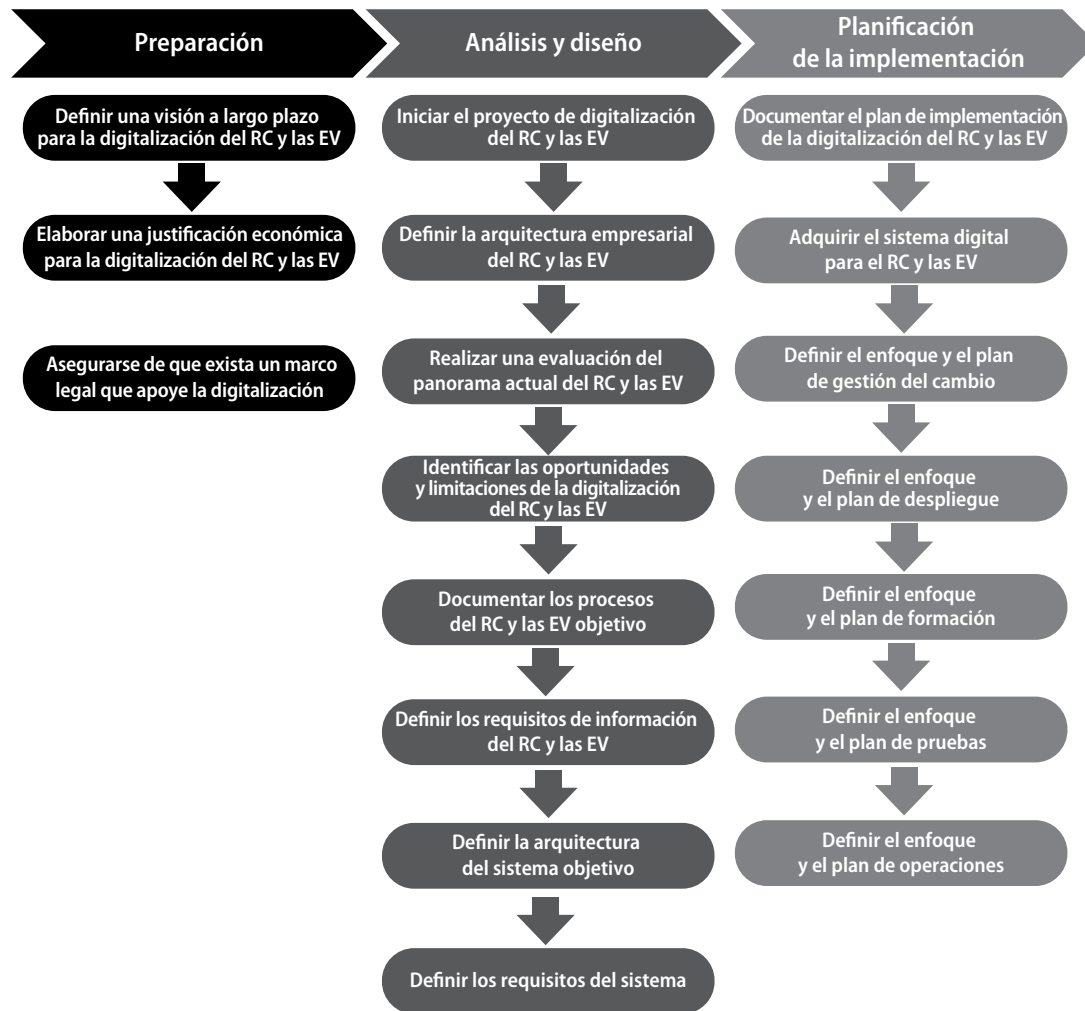 Preparación
Definir una visión a largo plazo
para la digitalización del RC y las EV
Elaborar una justificación económica
para la digitalización del RC y las EV
Asegurarse de que exista un marco
legal que apoye la digitalización
Análisis y diseño
Iniciar el proyecto de digitalización
del RC y las EV
Definir la arquitectura empresarial
del RC y las EV
Realizar una evaluación del
panorama actual del RC y las EV
Identificar las oportunidades
y limitaciones de la digitalización
del RC y las EV
Documentar los procesos
del RC y las EV objetivo
Definir los requisitos de información
del RC y las EV
Definir la arquitectura
del sistema objetivo
Definir los requisitos del sistema
Planificación
de la implementación
Documentar el plan de implementación
de la digitalización del RC y las EV
Adquirir el sistema digital
para el RC y las EV
Definir el enfoque y el plan
de gestión del cambio
Definir el enfoque
y el plan de despliegue
Definir el enfoque
y el plan de formación
Definir el enfoque
y el plan de pruebas
Definir el enfoque
y el plan de operaciones